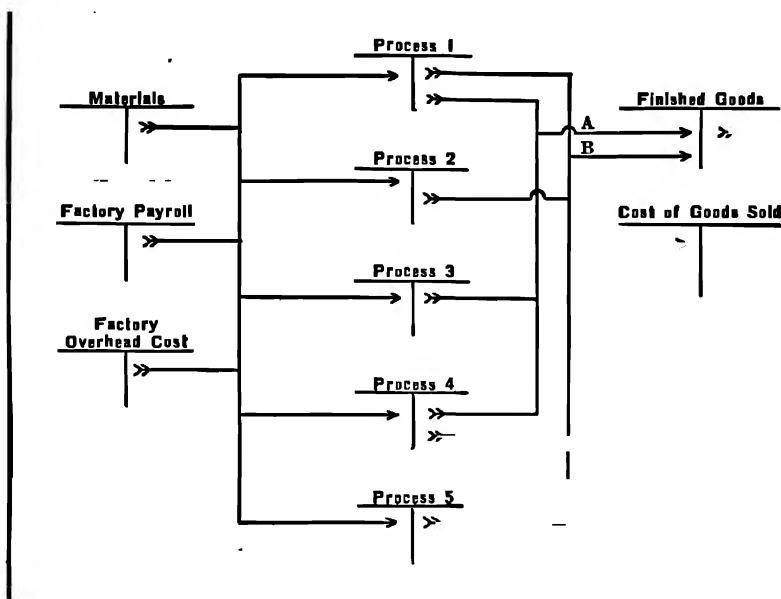 Process 1
Materials
Finished Goods
A
B
Process 2
Factory Payroll
Cost of Goods Sold
Process 3
Factory
Overhead Cost
Process 4
Process 5